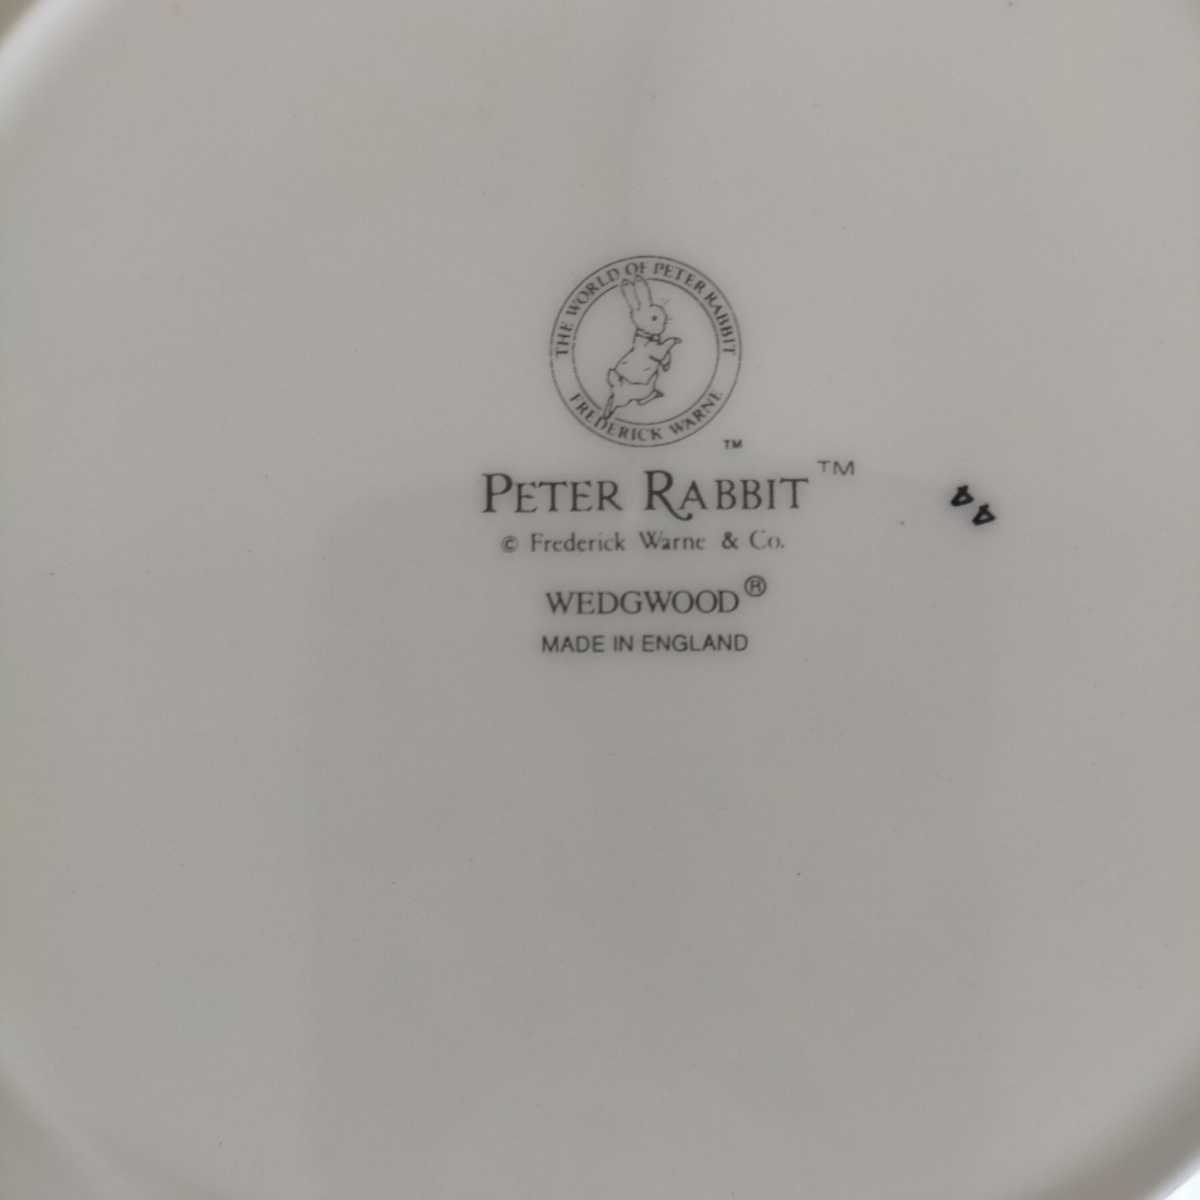 THE WORLD OF PETER RABBIT
FREDERICK WARNE
™
PETER RABBIT™
© Frederick Warne & Co.
WEDGWOOD®
MADE IN ENGLAND